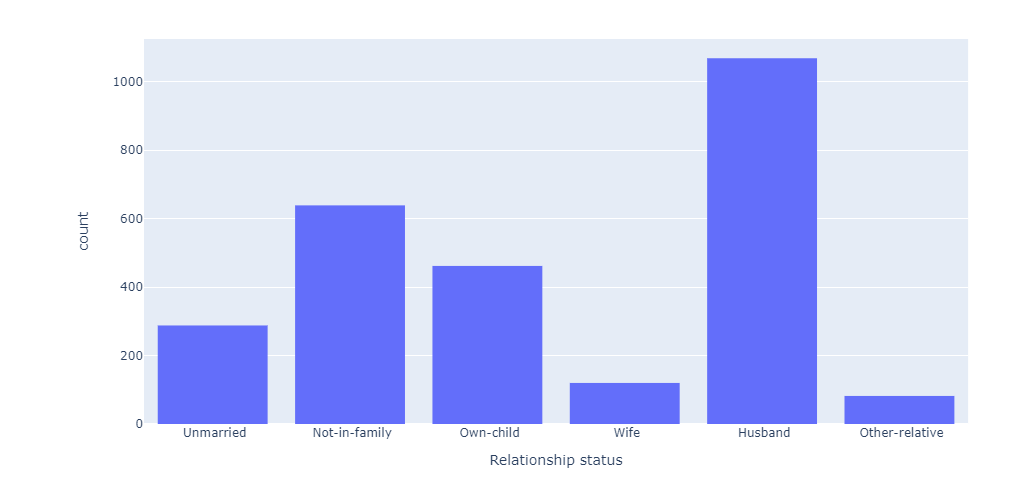 1000
800
600
400
200
0
count
Unmarried Not-in-family Own-child Wife Husband Other-relative
Relationship status